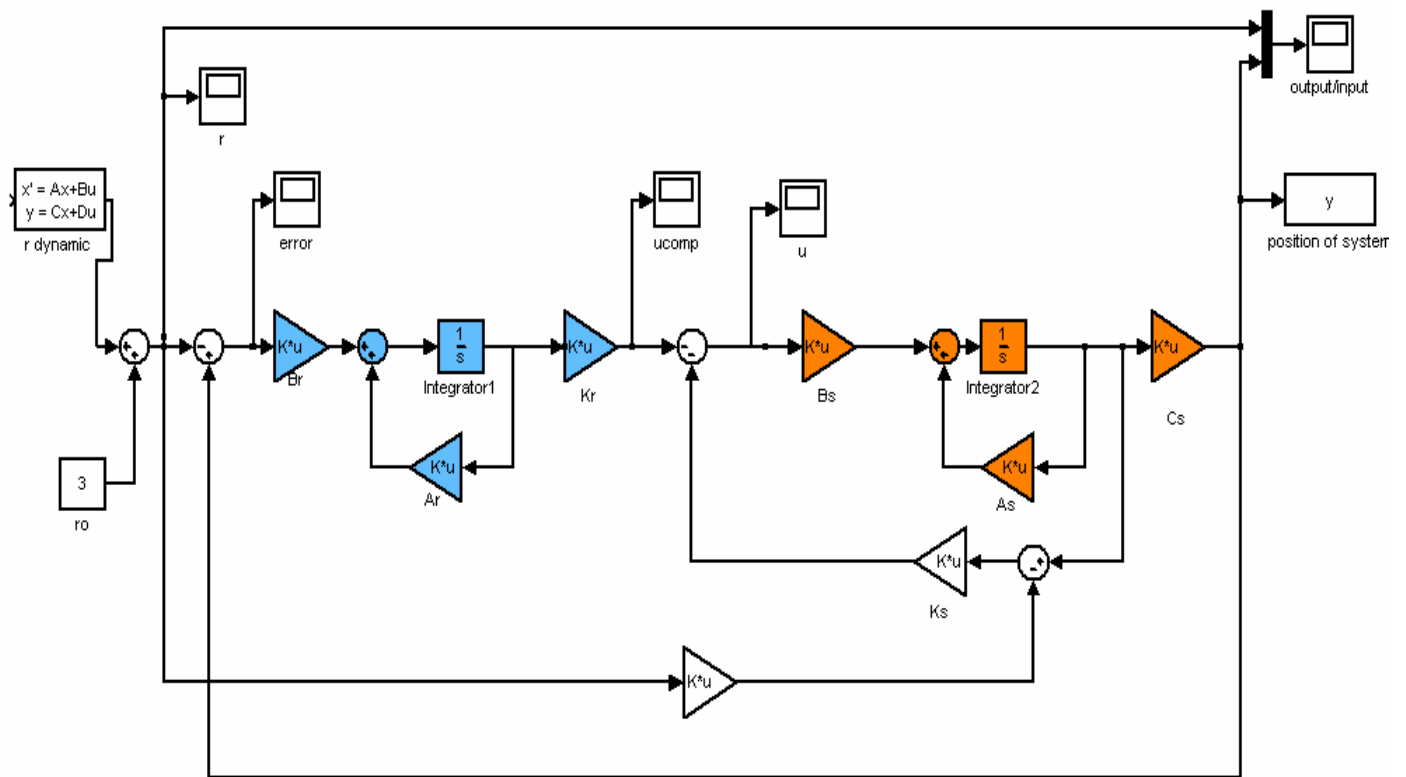 output/input
r
x' = Ax+Bu
y = Cx+Du
r dynamic
error
ucomp
u
y
position of system
K*u
Br
1
s
Integrator1
K*u
Kr
K*u
Bs
1
s
Integrator2
K*u
Cs
K*u
Ar
K*u
As
3
ro
K*u
Ks
K*u